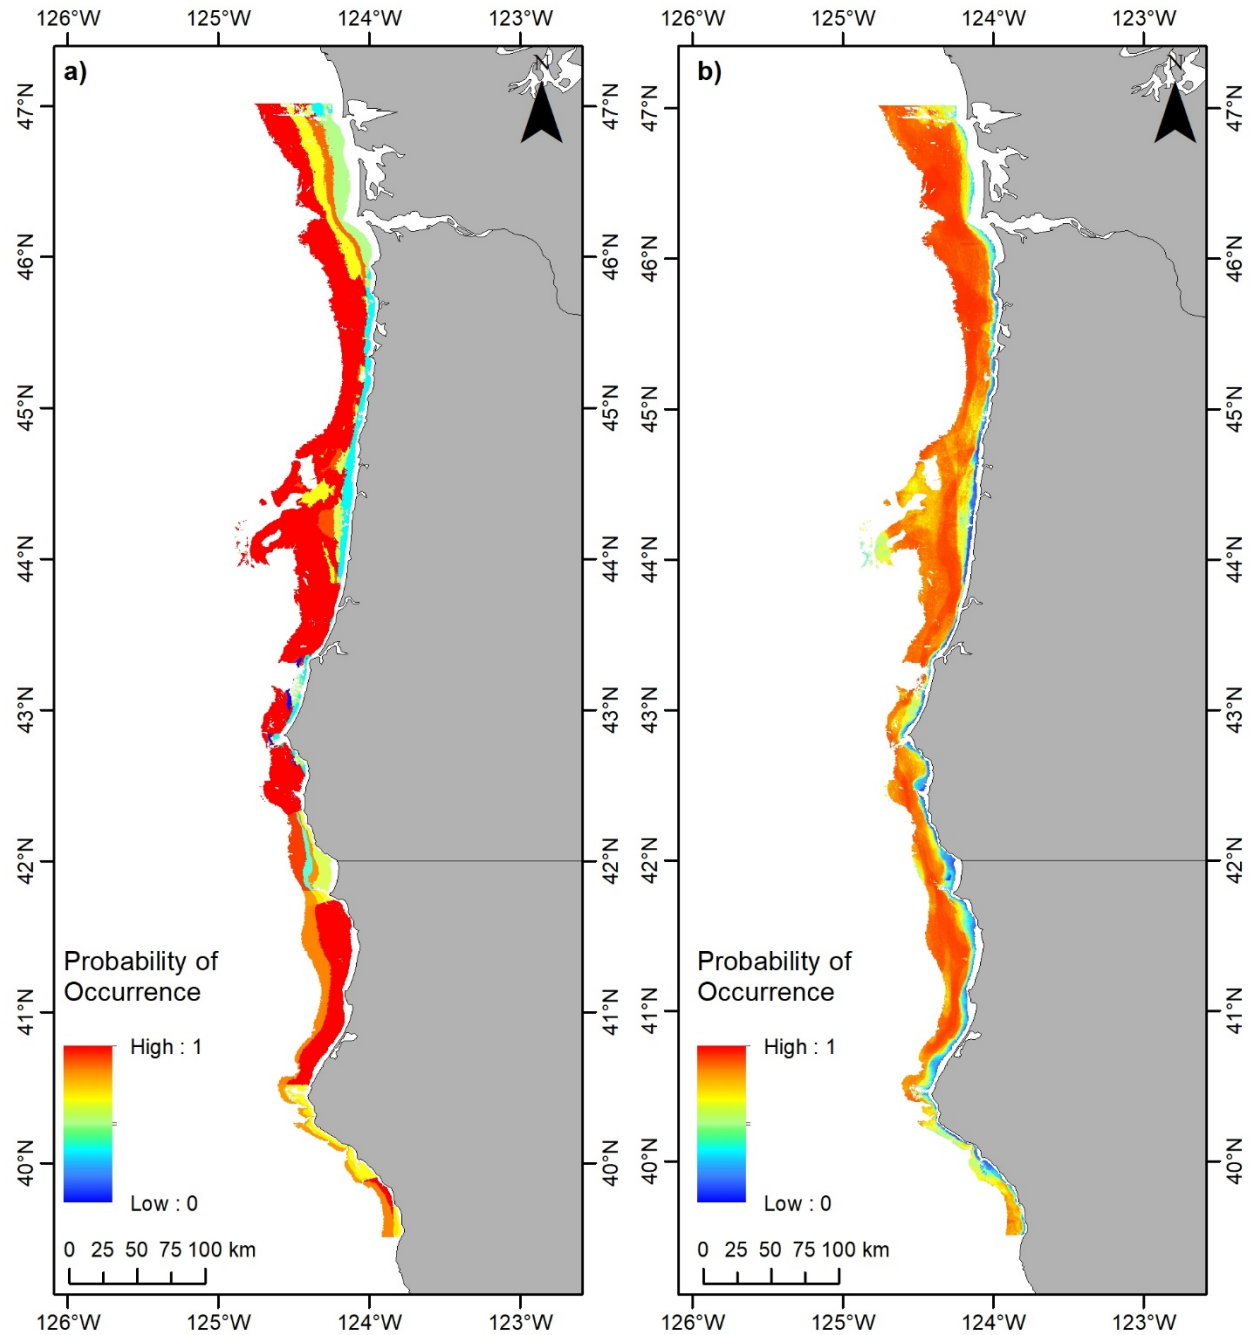 126°W 125°W 124°W 123°W 126°W 125°W 124°W 123°W
a) N
b) N
47°N 47°N 47°N 47°N
46°N 46°N 46°N 46°N
45°N 45°N 45°N 45°N
44°N 44°N 44°N 44°N
43°N 43°N 43°N 43°N
42°N 42°N 42°N 42°N
41°N 41°N 41°N 41°N
40°N 40°N 40°N 40°N
Probability of
Occurrence
High : 1
Low : 0
0 25 50 75 100 km
Probability of
Occurrence
High : 1
Low : 0
0 25 50 75 100 km
126°W 125°W 124°W 123°W 126°W 125°W 124°W 123°W